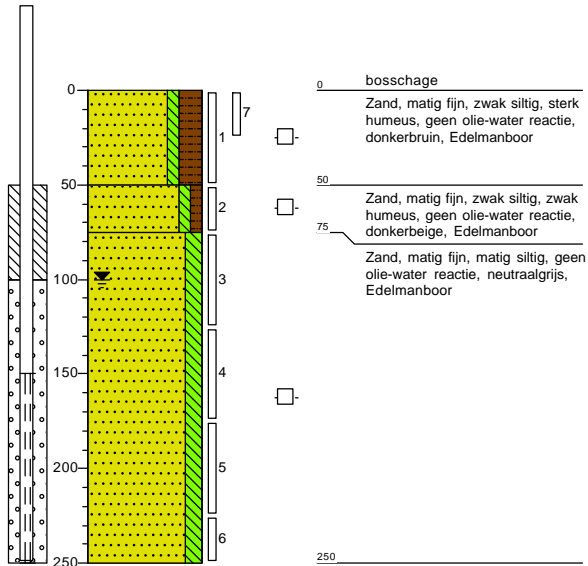 0
50
100
150
200
250
1
2
3
4
5
6
7
0
bosschage
Zand, matig fijn, zwak siltig, sterk
humeus, geen olie-water reactie,
donkerbruin, Edelmanboor
50
Zand, matig fijn, zwak siltig, zwak
humeus, geen olie-water reactie,
donkerbeige, Edelmanboor
75
Zand, matig fijn, matig siltig, geen
olie-water reactie, neutraalgrijs,
Edelmanboor
250